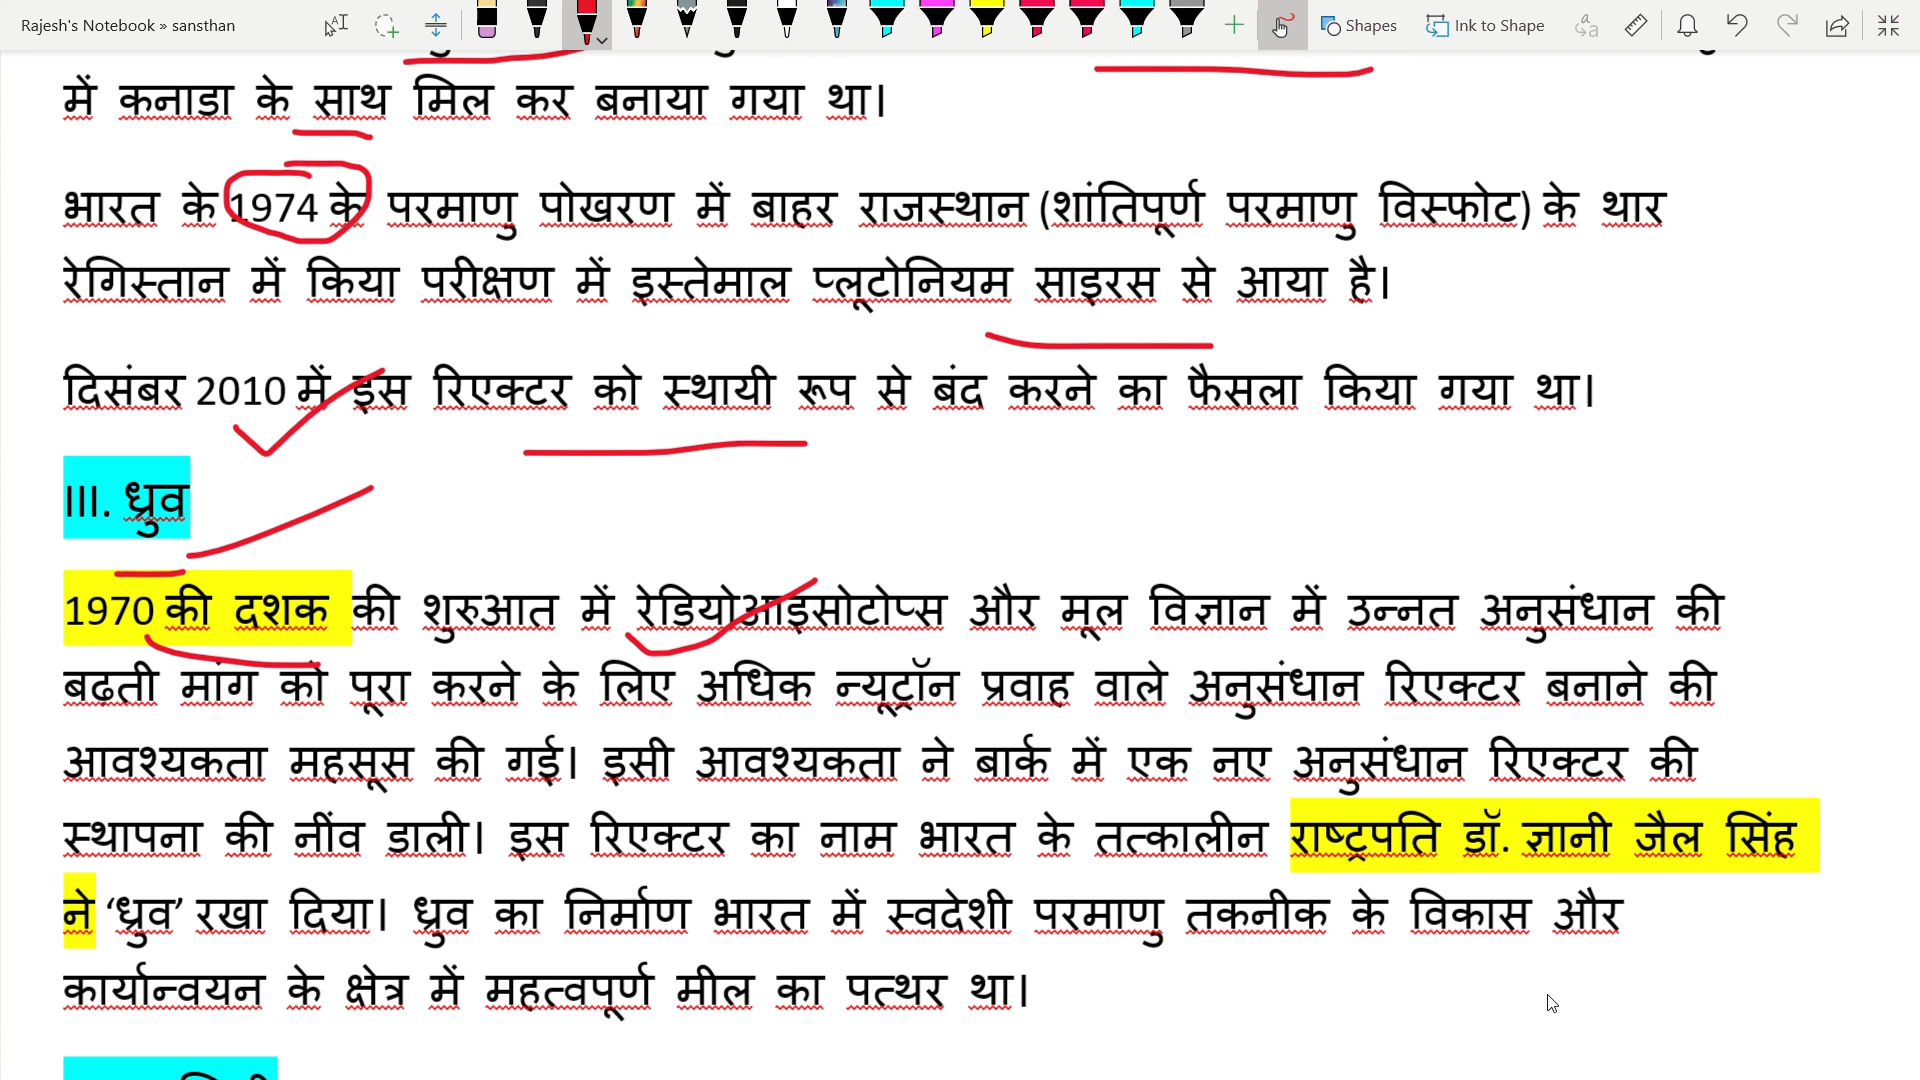 Rajesh's Notebook » sansthan
Shapes
Ink to Shape
में कनाडा के साथ मिल कर बनाया गया था।
भारत के 1974 के परमाणु पोखरण में बाहर राजस्थान (शांतिपूर्ण परमाणु विस्फोट) के थार
रेगिस्तान में किया परीक्षण में इस्तेमाल प्लूटोनियम साइरस से आया है।
दिसंबर 2010 में इस रिएक्टर को स्थायी रूप से बंद करने का फैसला किया गया था।
III. ध्रुव
1970 की दशक की शुरुआत में रेडियोआइसोटोप्स और मूल विज्ञान में उन्नत अनुसंधान की
बढ़ती मांग को पूरा करने के लिए अधिक न्यूट्रॉन प्रवाह वाले अनुसंधान रिएक्टर बनाने की
आवश्यकता महसूस की गई। इसी आवश्यकता ने बार्क में एक नए अनुसंधान रिएक्टर की
स्थापना की नींव डाली। इस रिएक्टर का नाम भारत के तत्कालीन राष्ट्रपति डॉ. ज्ञानी जैल सिंह
ने ‘ध्रुव’ रखा दिया। ध्रुव का निर्माण भारत में स्वदेशी परमाणु तकनीक के विकास और
कार्यान्वयन के क्षेत्र में महत्वपूर्ण मील का पत्थर था।